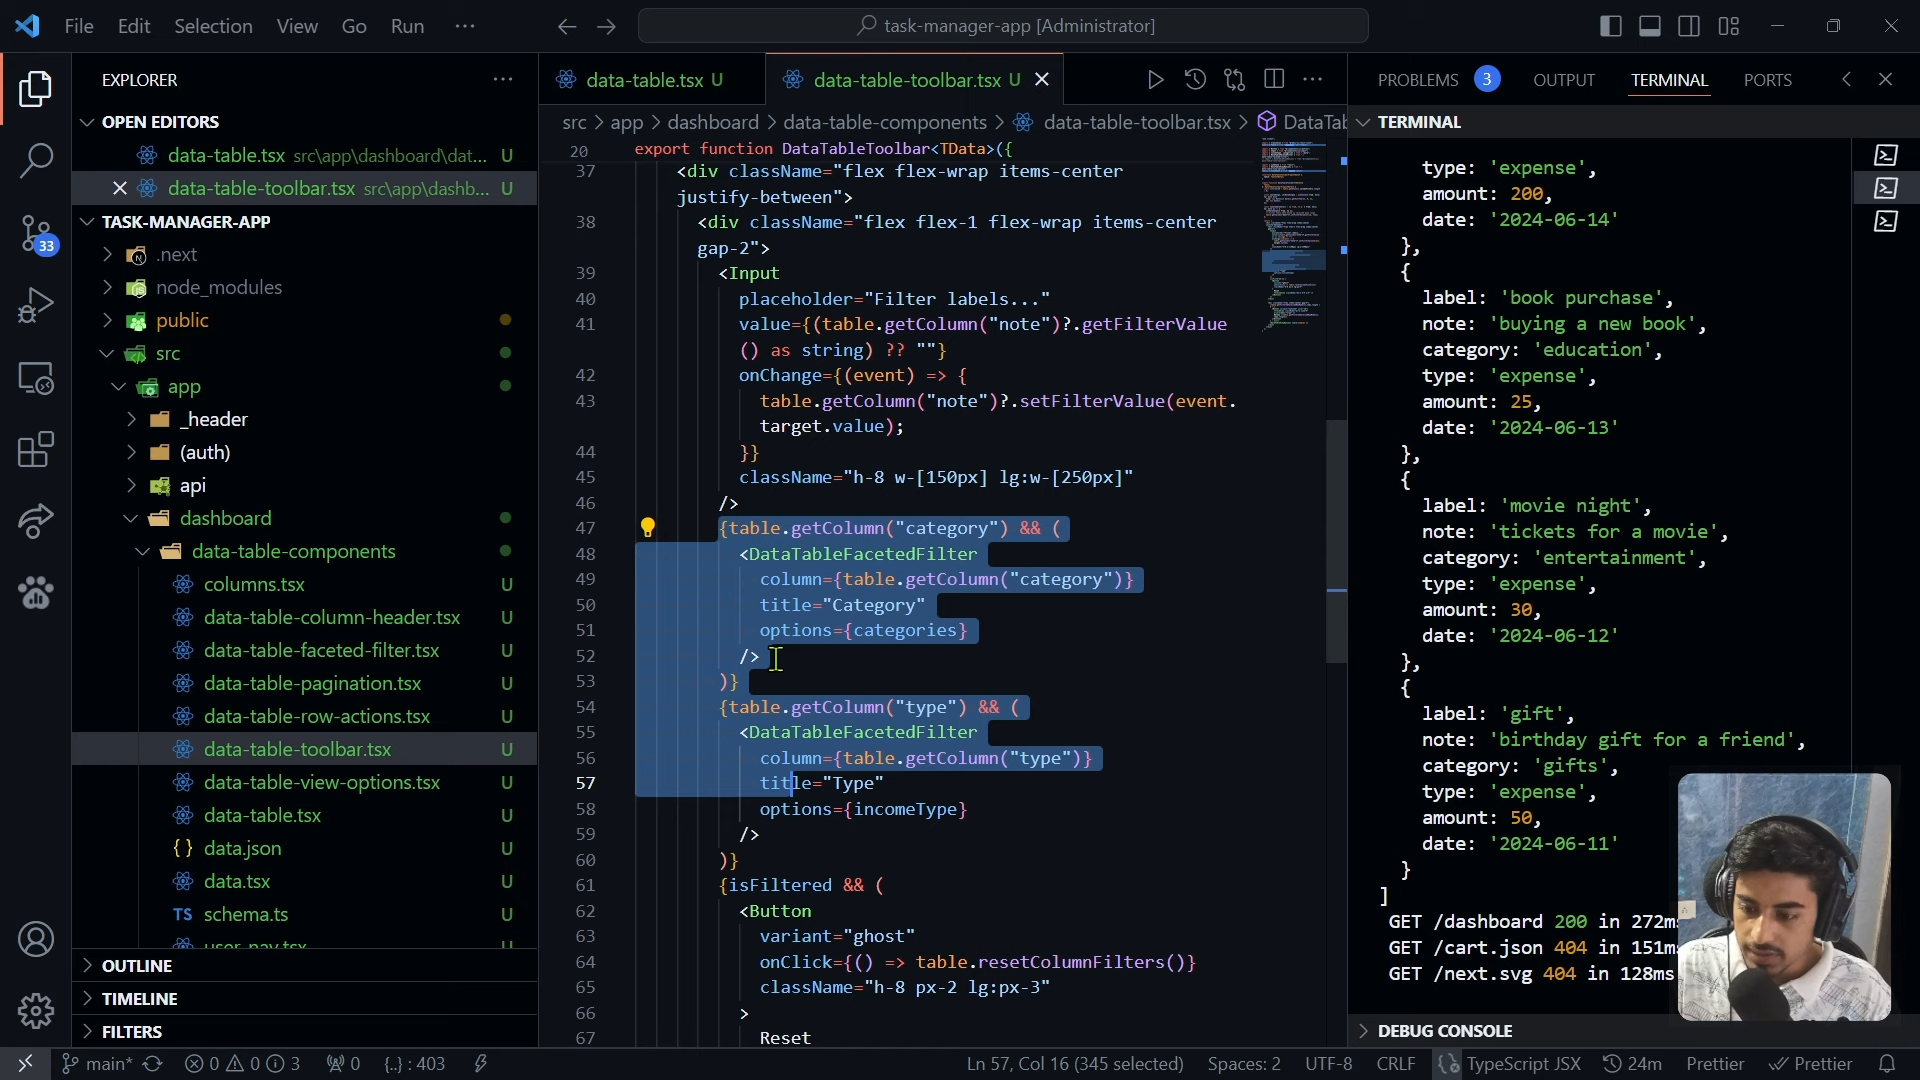 File Edit Selection View Go Run ···
task-manager-app [Administrator]
EXPLORER
OPEN EDITORS
data-table.tsx src\app\dashboard\dat... U
data-table-toolbar.tsx src\app\dashb... U
TASK-MANAGER-APP
.next
node_modules
public
src
app
_header
(auth)
api
dashboard
data-table-components
columns.tsx U
data-table-column-header.tsx U
data-table-faceted-filter.tsx U
data-table-pagination.tsx U
data-table-row-actions.tsx U
data-table-toolbar.tsx U
data-table-view-options.tsx U
data-table.tsx U
{ } data.json U
data.tsx U
TS schema.ts U
user-nav.tsx U
OUTLINE
TIMELINE
FILTERS
33
data-table.tsx U
data-table-toolbar.tsx U
src > app > dashboard > data-table-components > data-table-toolbar.tsx > DataTab
20 export function DataTableToolbar<TData>({
37 <div className="flex flex-wrap items-center
justify-between">
38 <div className="flex flex-1 flex-wrap items-center
gap-2">
39 <Input
40 placeholder="Filter labels..."
41 value={(table.getColumn("note")?.getFilterValue
() as string) ?? ""}
42 onChange={(event) => {
43 table.getColumn("note")?.setFilterValue(event.
target.value);
44 }}
45 className="h-8 w-[150px] lg:w-[250px]"
46 />
47 {table.getColumn("category") && (
48 <DataTableFacetedFilter
49 column={table.getColumn("category")}
50 title="Category"
51 options={categories}
52 />
53 )}
54 {table.getColumn("type") && (
55 <DataTableFacetedFilter
56 column={table.getColumn("type")}
57 title="Type"
58 options={incomeType}
59 />
60 )}
61 {isFiltered && (
62 <Button
63 variant="ghost"
64 onClick={() => table.resetColumnFilters()}
65 className="h-8 px-2 lg:px-3"
66 >
67 Reset
PROBLEMS 3 OUTPUT TERMINAL PORTS
TERMINAL
type: 'expense',
amount: 200,
date: '2024-06-14'
},
{
label: 'book purchase',
note: 'buying a new book',
category: 'education',
type: 'expense',
amount: 25,
date: '2024-06-13'
},
{
label: 'movie night',
note: 'tickets for a movie',
category: 'entertainment',
type: 'expense',
amount: 30,
date: '2024-06-12'
},
{
label: 'gift',
note: 'birthday gift for a friend',
category: 'gifts',
type: 'expense',
amount: 50,
date: '2024-06-11'
}
]
GET /dashboard 200 in 272ms
GET /cart.json 404 in 151ms
GET /next.svg 404 in 128ms
DEBUG CONSOLE
main* 0 0 3 0 {..} : 403 Ln 57, Col 16 (345 selected) Spaces: 2 UTF-8 CRLF TypeScript JSX 24m Prettier Prettier